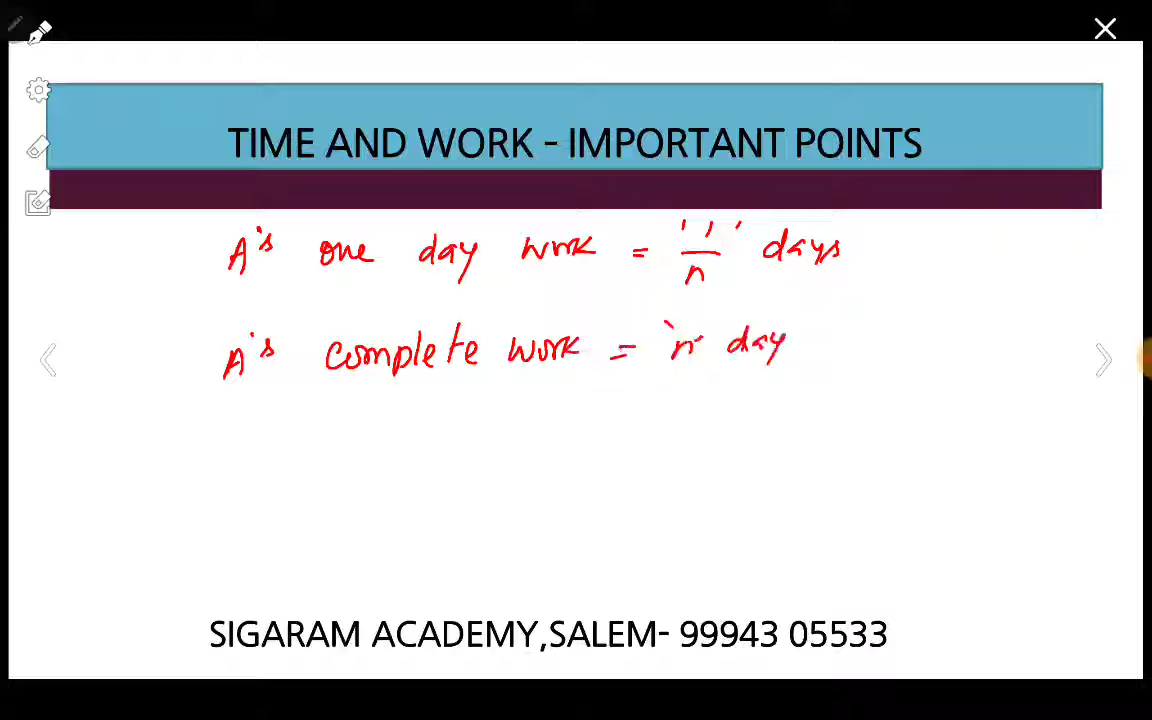 TIME AND WORK - IMPORTANT POINTS
A's one day work = '1'/n days
A's complete work = 'n' day
SIGARAM ACADEMY,SALEM- 99943 05533